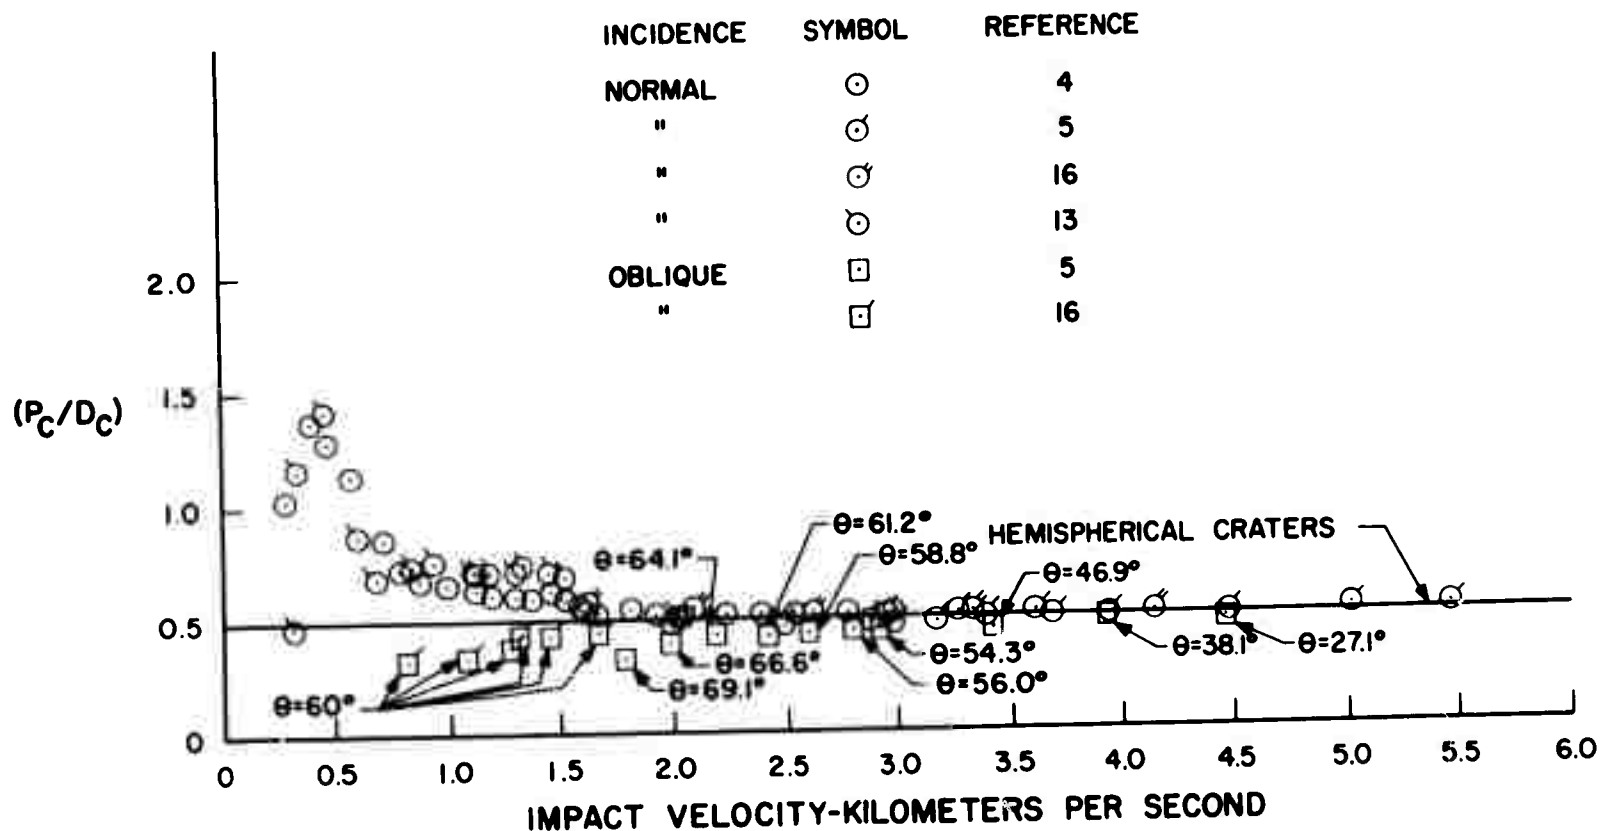 INCIDENCE SYMBOL REFERENCE
NORMAL 4
" 5
" 16
" 13
OBLIQUE 5
" 16
(PC/DC)
2.0
1.5
1.0
0.5
0
θ=61.2°
θ=64.1°
θ=58.8°
HEMISPHERICAL CRATERS
θ=46.9°
θ=54.3°
θ=38.1°
θ=27.1°
θ=66.6°
θ=56.0°
θ=69.1°
θ=60°
0 0.5 1.0 1.5 2.0 2.5 3.0 3.5 4.0 4.5 5.0 5.5 6.0
IMPACT VELOCITY-KILOMETERS PER SECOND